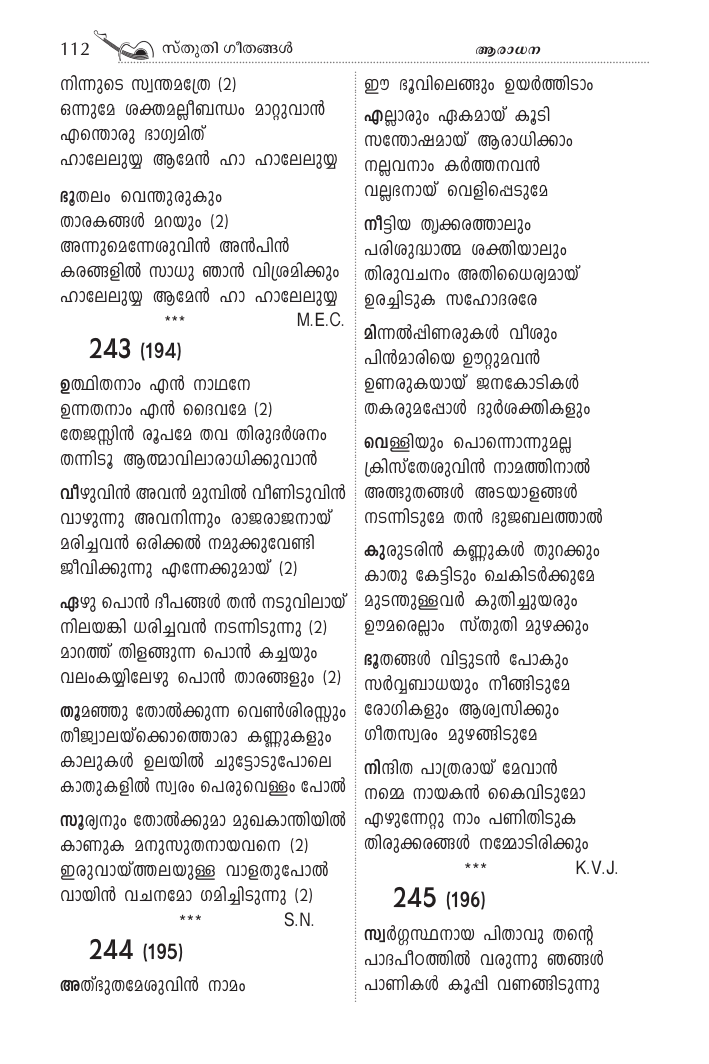 112 സ്തുതി ഗീതങ്ങൾ ആരാധന
നിന്നുടെ സ്വന്തമത്രേ (2)
ഒന്നുമേ ശക്തമല്ലീബന്ധം മാറ്റുവാൻ
എന്തൊരു ഭാഗ്യമിത്
ഹാലേലുയ്യ ആമേൻ ഹാ ഹാലേലുയ്യ
ഭൂതലം വെന്തുരുകും
താരകങ്ങൾ മറയും (2)
അന്നുമെന്നേശുവിൻ അൻപിൻ
കരങ്ങളിൽ സാധു ഞാൻ വിശ്രമിക്കും
ഹാലേലുയ്യ ആമേൻ ഹാ ഹാലേലുയ്യ
*** M.E.C.
243 (194)
ഉത്ഥിതനാം എൻ നാഥനേ
ഉന്നതനാം എൻ ദൈവമേ (2)
തേജസ്സിൻ രൂപമേ തവ തിരുദർശനം
തന്നിടൂ ആത്മാവിലാരാധിക്കുവാൻ
വീഴുവിൻ അവൻ മുമ്പിൽ വീണിടുവിൻ
വാഴുന്നു അവനിന്നും രാജരാജനായ്
മരിച്ചവൻ ഒരിക്കൽ നമുക്കുവേണ്ടി
ജീവിക്കുന്നു എന്നേക്കുമായ് (2)
ഏഴു പൊൻ ദീപങ്ങൾ തൻ നടുവിലായ്
നിലയങ്കി ധരിച്ചവൻ നടന്നിടുന്നു (2)
മാറത്ത് തിളങ്ങുന്ന പൊൻ കച്ചയും
വലംകയ്യിലേഴു പൊൻ താരങ്ങളും (2)
തൂമഞ്ഞു തോൽക്കുന്ന വെൺശിരസ്സും
തീജ്വാലയ്ക്കൊത്തൊരാ കണ്ണുകളും
കാലുകൾ ഉലയിൽ ചുട്ടോടുപോലെ
കാതുകളിൽ സ്വരം പെരുവെള്ളം പോൽ
സൂര്യനും തോൽക്കുമാ മുഖകാന്തിയിൽ
കാണുക മനുസുതനായവനെ (2)
ഇരുവായ്ത്തലയുള്ള വാളതുപോൽ
വായിൻ വചനമോ ഗമിച്ചിടുന്നു (2)
*** S.N.
244 (195)
അത്ഭുതമേശുവിൻ നാമം
ഈ ഭൂവിലെങ്ങും ഉയർത്തിടാം
എല്ലാരും ഏകമായ് കൂടി
സന്തോഷമായ് ആരാധിക്കാം
നല്ലവനാം കർത്തനവൻ
വല്ലഭനായ് വെളിപ്പെടുമേ
നീട്ടിയ തൃക്കരത്താലും
പരിശുദ്ധാത്മ ശക്തിയാലും
തിരുവചനം അതിധൈര്യമായ്
ഉരച്ചിടുക സഹോദരരേ
മിന്നൽപ്പിണരുകൾ വീശും
പിൻമാരിയെ ഊറ്റുമവൻ
ഉണരുകയായ് ജനകോടികൾ
തകരുമപ്പോൾ ദുർശക്തികളും
വെള്ളിയും പൊന്നൊന്നുമല്ല
ക്രിസ്തേശുവിൻ നാമത്തിനാൽ
അത്ഭുതങ്ങൾ അടയാളങ്ങൾ
നടന്നിടുമേ തൻ ഭുജബലത്താൽ
കുരുടരിൻ കണ്ണുകൾ തുറക്കും
കാതു കേട്ടിടും ചെകിടർക്കുമേ
മുടന്തുള്ളവർ കുതിച്ചുയരും
ഊമരെല്ലാം സ്തുതി മുഴക്കും
ഭൂതങ്ങൾ വിട്ടുടൻ പോകും
സർവ്വബാധയും നീങ്ങിടുമേ
രോഗികളും ആശ്വസിക്കും
ഗീതസ്വരം മുഴങ്ങിടുമേ
നിന്ദിത പാത്രരായ് മേവാൻ
നമ്മെ നായകൻ കൈവിടുമോ
എഴുന്നേറ്റു നാം പണിതിടുക
തിരുക്കരങ്ങൾ നമ്മോടിരിക്കും
*** K.V.J.
245 (196)
സ്വർഗ്ഗസ്ഥനായ പിതാവു തന്റെ
പാദപീഠത്തിൽ വരുന്നു ഞങ്ങൾ
പാണികൾ കൂപ്പി വണങ്ങിടുന്നു